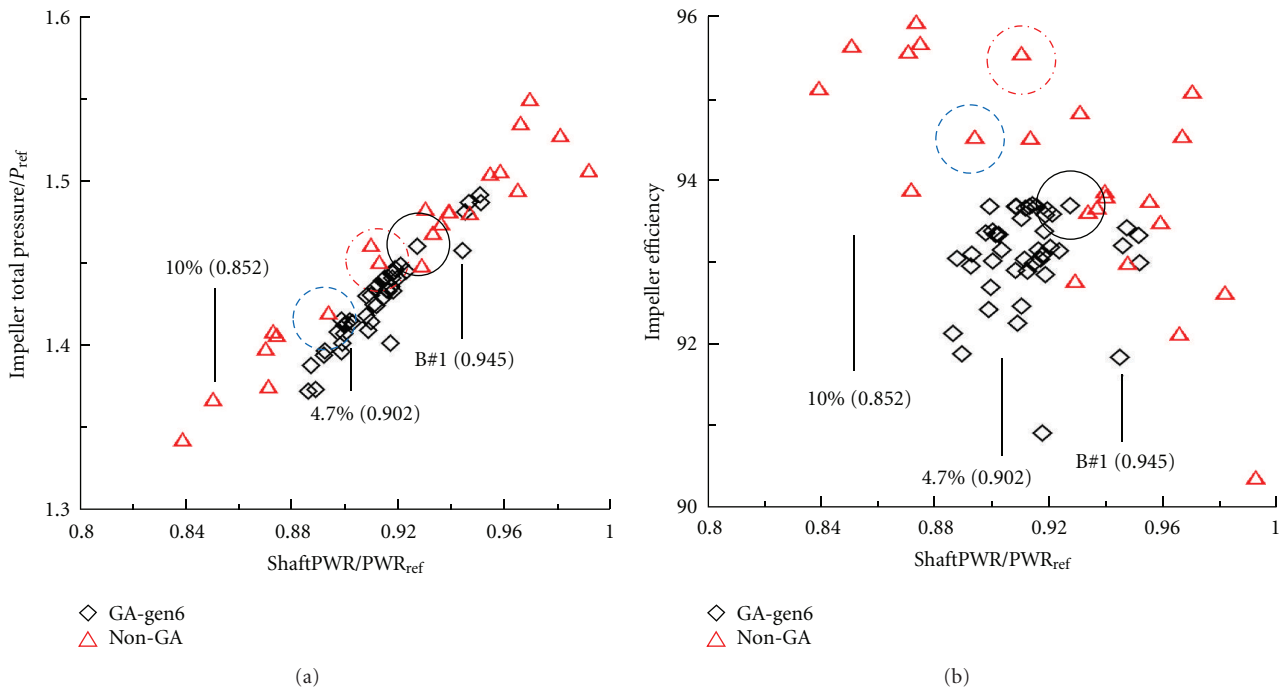 1.6
1.5
1.4
1.3
Impeller total pressure/P_ref
10% (0.852)
4.7% (0.902)
B#1 (0.945)
0.8
0.84
0.88
0.92
0.96
1
ShaftPWR/PWR_ref
GA-gen6
Non-GA
(a)
96
94
92
90
Impeller efficiency
10% (0.852)
4.7% (0.902)
B#1 (0.945)
0.8
0.84
0.88
0.92
0.96
1
ShaftPWR/PWR_ref
GA-gen6
Non-GA
(b)